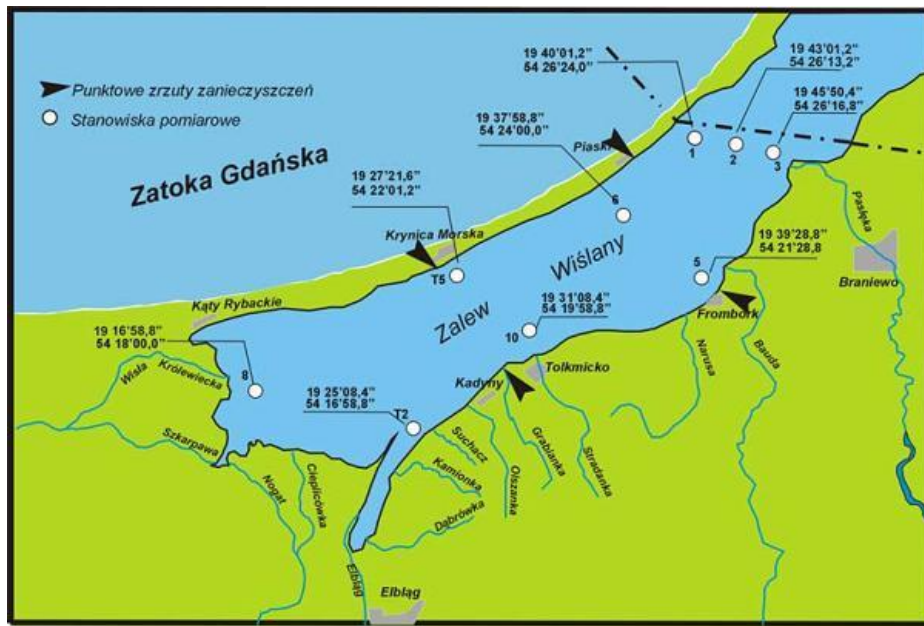 19 40'01,2"
54 26'24,0"
19 43'01,2"
54 26'13,2"
19 45'50,4"
54 26'16,8"
Punktowe zrzuty zanieczyszczeń
Stanowiska pomiarowe
19 37'58,8"
54 24'00,0"
Piaski
1
2
3
Zatoka Gdańska
19 27'21,6"
54 22'01,2"
Pasłęka
6
Krynica Morska
19 39'28,8"
54 21'28,8
Wiślany
5
Braniewo
T5
Kąty Rybackie
19 31'08,4"
54 19'58,8"
Frombork
Zalew
10
19 16'58,8"
54 18'00,0"
Narusa
Bauda
Wisła
Królewiecka
8
Tolkmicko
Kadyny
19 25'08,4"
54 16'58,8"
T2
Szkarpawa
Suchacz
Grabianka
Stradanka
Kamionka
Olszanka
Nogat
Cieplicówka
Dąbrówka
Elbląg
Elbląg